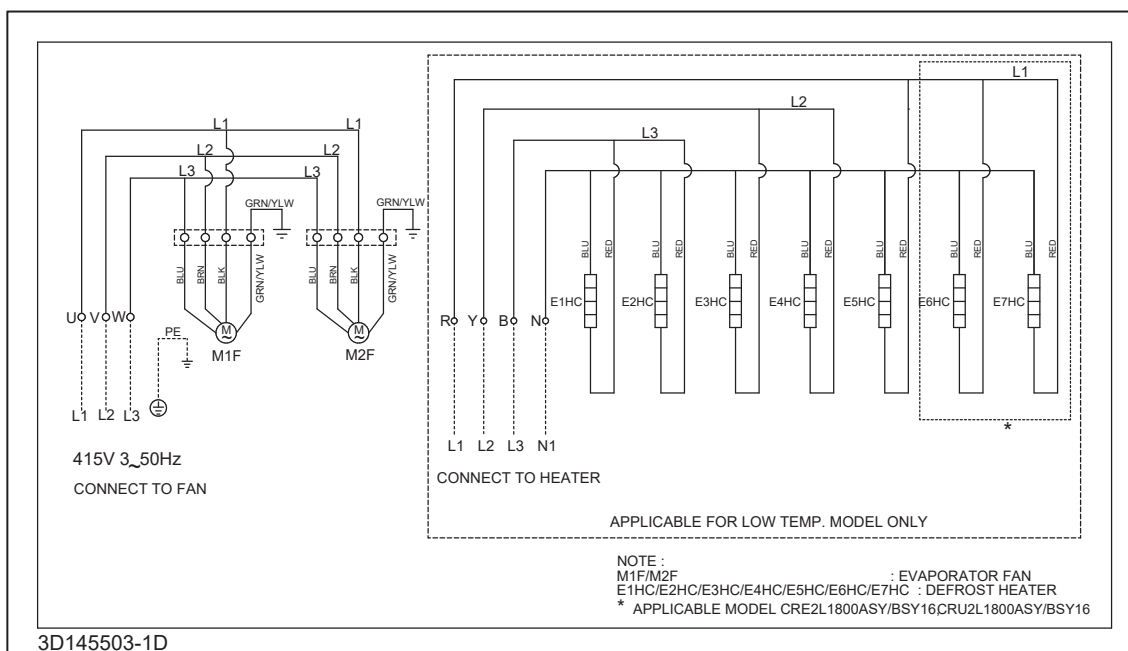 L1 L1
L2 L2
L3 L3
GRN/YLW GRN/YLW
BLU BRN BLK GRN/YLW
BLU BRN BLK GRN/YLW
U V W
PE
M M
M1F M2F
L1 L2 L3
415V 3~50Hz
CONNECT TO FAN
L1
L2
L3
BLU RED BLU RED BLU RED BLU RED BLU RED BLU RED BLU RED
E1HC E2HC E3HC E4HC E5HC E6HC E7HC
R Y B N
L1 L2 L3 N1
CONNECT TO HEATER
*
APPLICABLE FOR LOW TEMP. MODEL ONLY
NOTE :
M1F/M2F : EVAPORATOR FAN
E1HC/E2HC/E3HC/E4HC/E5HC/E6HC/E7HC : DEFROST HEATER
* APPLICABLE MODEL CRE2L1800ASY/BSY16,CRU2L1800ASY/BSY16
3D145503-1D